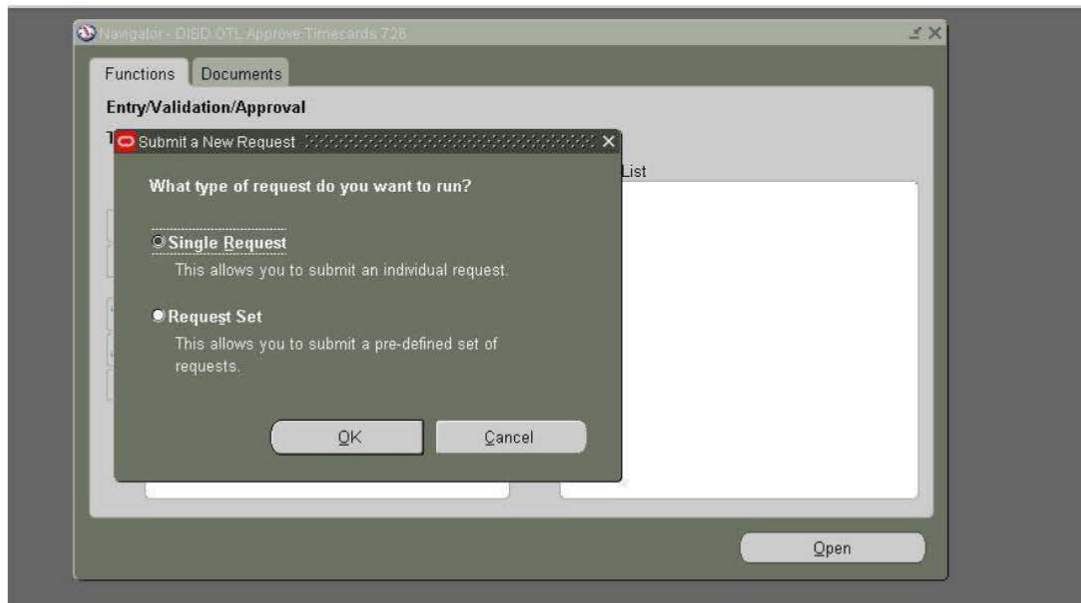 Navigator - DISD OTL Approve Timecards 726
Functions Documents
Entry/Validation/Approval
Submit a New Request
List
What type of request do you want to run?
Single Request
This allows you to submit an individual request.
Request Set
This allows you to submit a pre-defined set of
requests.
OK Cancel
Open